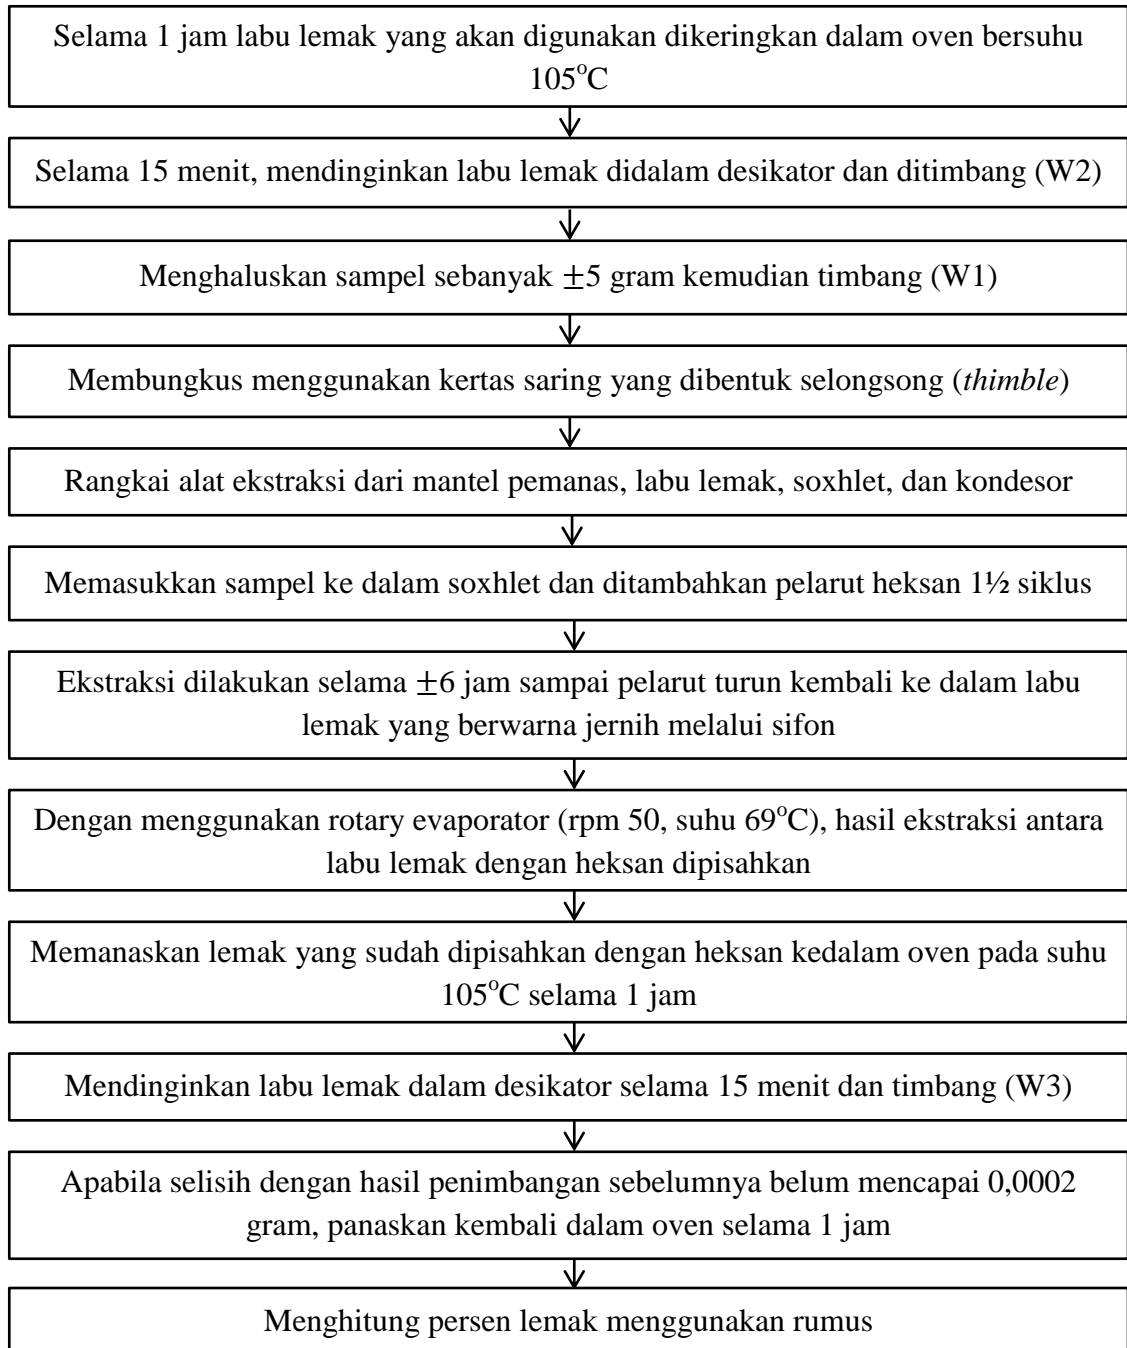 Selama 1 jam labu lemak yang akan digunakan dikeringkan dalam oven bersuhu
105°C
Selama 15 menit, mendinginkan labu lemak didalam desikator dan ditimbang (W2)
Menghaluskan sampel sebanyak ±5 gram kemudian timbang (W1)
Membungkus menggunakan kertas saring yang dibentuk selongsong (thimble)
Rangkai alat ekstraksi dari mantel pemanas, labu lemak, soxhlet, dan kondesor
Memasukkan sampel ke dalam soxhlet dan ditambahkan pelarut heksan 1½ siklus
Ekstraksi dilakukan selama ±6 jam sampai pelarut turun kembali ke dalam labu
lemak yang berwarna jernih melalui sifon
Dengan menggunakan rotary evaporator (rpm 50, suhu 69°C), hasil ekstraksi antara
labu lemak dengan heksan dipisahkan
Memanaskan lemak yang sudah dipisahkan dengan heksan kedalam oven pada suhu
105°C selama 1 jam
Mendinginkan labu lemak dalam desikator selama 15 menit dan timbang (W3)
Apabila selisih dengan hasil penimbangan sebelumnya belum mencapai 0,0002
gram, panaskan kembali dalam oven selama 1 jam
Menghitung persen lemak menggunakan rumus